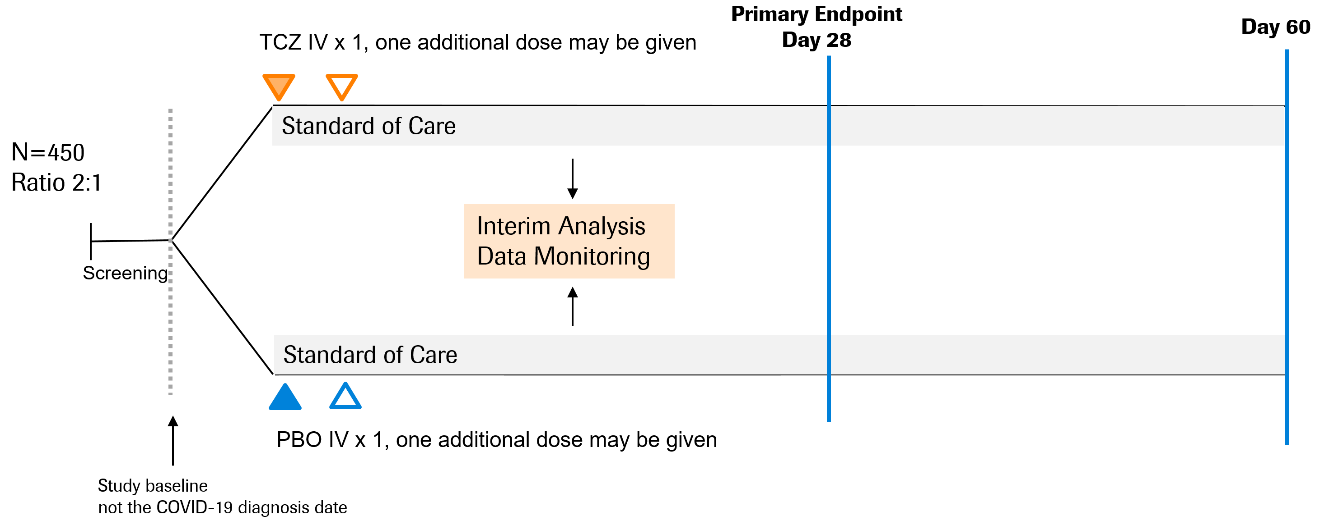 Primary Endpoint
Day 28
Day 60
TCZ IV x 1, one additional dose may be given
Standard of Care
N=450
Ratio 2:1
Interim Analysis
Data Monitoring
Screening
Standard of Care
PBO IV x 1, one additional dose may be given
Study baseline
not the COVID-19 diagnosis date